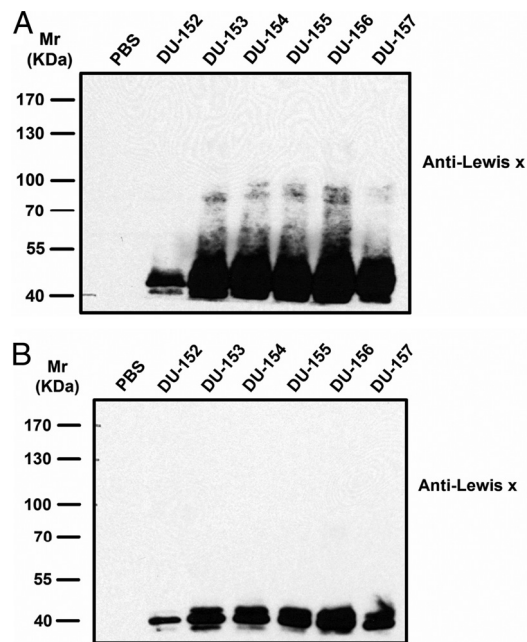 A
Mr
(KDa)
PBS
DU-152
DU-153
DU-154
DU-155
DU-156
DU-157
170
130
100
70
55
40
Anti-Lewis x
B
Mr
(KDa)
PBS
DU-152
DU-153
DU-154
DU-155
DU-156
DU-157
170
130
100
70
55
40
Anti-Lewis x